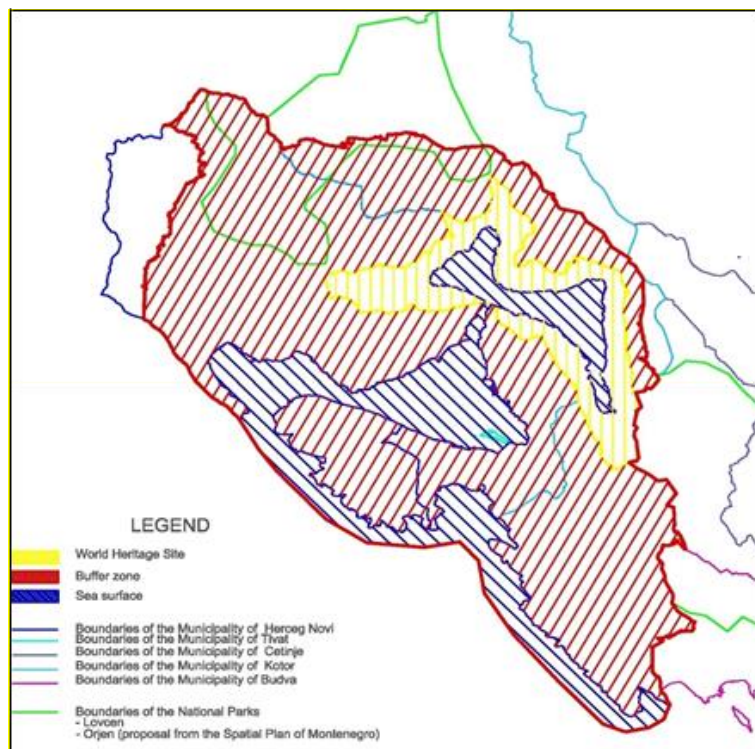 LEGEND
World Heritage Site
Buffer zone
Sea surface
Boundaries of the Municipality of Herceg Novi
Boundaries of the Municipality of Tivat
Boundaries of the Municipality of Cetinje
Boundaries of the Municipality of Kotor
Boundaries of the Municipality of Budva
Boundaries of the National Parks
- Lovcen
- Orjen (proposal from the Spatial Plan of Montenegro)